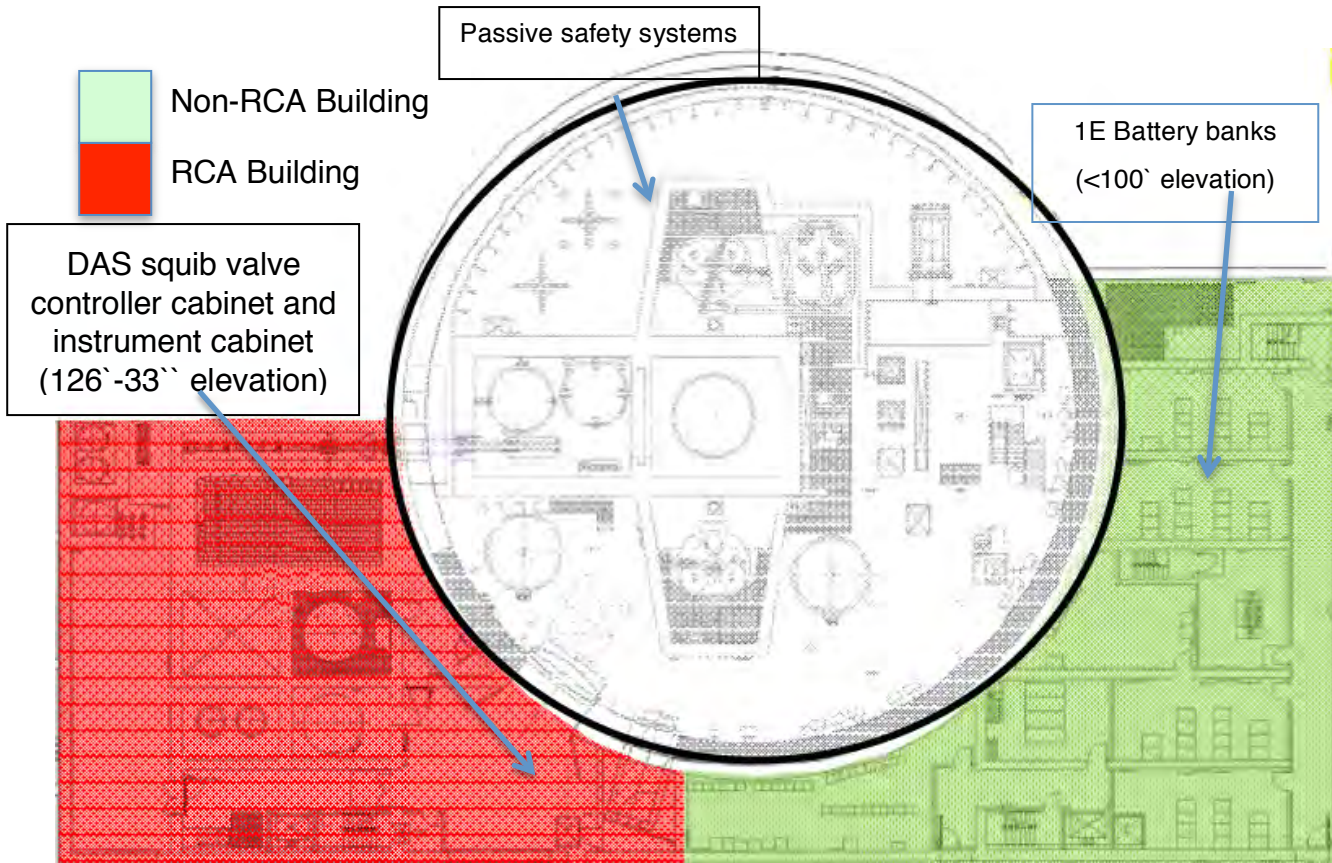 Passive safety systems
Non-RCA Building
RCA Building
1E Battery banks
(<100` elevation)
DAS squib valve
controller cabinet and
instrument cabinet
(126`-33`` elevation)